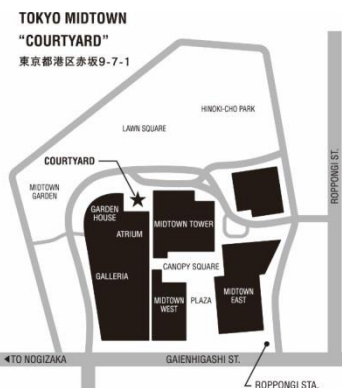 TOKYO MIDTOWN
“COURTYARD”
東京都港区赤坂9-7-1
HINOKI-CHO PARK
LAWN SQUARE
COURTYARD
MIDTOWN
GARDEN
GARDEN
HOUSE
MIDTOWN TOWER
ATRIUM
ROPPONGI ST.
CANOPY SQUARE
GALLERIA
MIDTOWN
WEST
PLAZA
MIDTOWN
EAST
◀TO NOGIZAKA
GAIENHIGASHI ST.
ROPPONGI STA.